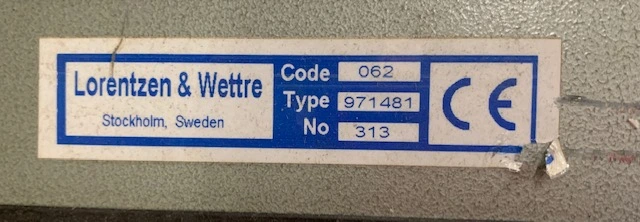 Lorentzen & Wettre
Stockholm, Sweden
Code 062
Type 971481
No 313
CE